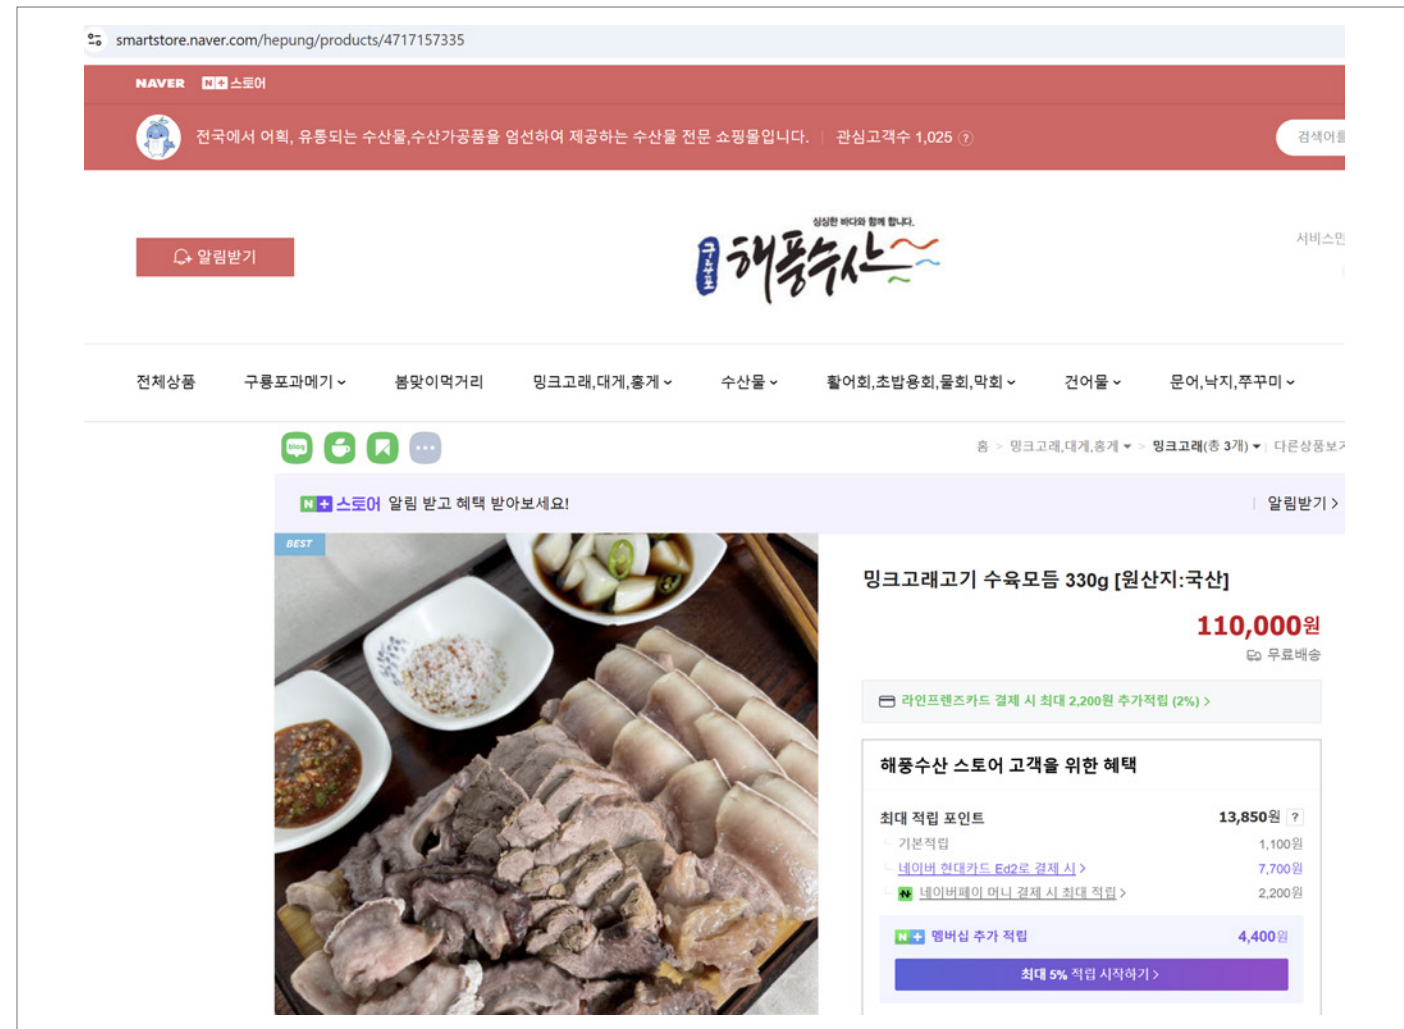 smartstore.naver.com/hepung/products/4717157335
NAVER N+ 스토어
전국에서 어획, 유통되는 수산물,수산가공품을 엄선하여 제공하는 수산물 전문 쇼핑몰입니다. 관심고객수 1,025 ?
검색어를
싱싱한 바다와 함께 합니다.
구룡포 해풍수산
알림받기
서비스만
전체상품 구룡포과메기 봄맞이먹거리 밍크고래,대게,홍게 수산물 활어회,초밥용회,물회,막회 건어물 문어,낙지,쭈꾸미
blog
홈 > 밍크고래,대게,홍게 > 밍크고래(총 3개) 다른상품보기
N+ 스토어 알림 받고 혜택 받아보세요! 알림받기 >
BEST
밍크고래고기 수육모듬 330g [원산지:국산]
110,000원
무료배송
라인프렌즈카드 결제 시 최대 2,200원 추가적립 (2%) >
해풍수산 스토어 고객을 위한 혜택
최대 적립 포인트 13,850원 ?
기본적립 1,100원
네이버 현대카드 Ed2로 결제 시 > 7,700원
N 네이버페이 머니 결제 시 최대 적립 > 2,200원
N+ 멤버십 추가 적립 4,400원
최대 5% 적립 시작하기 >